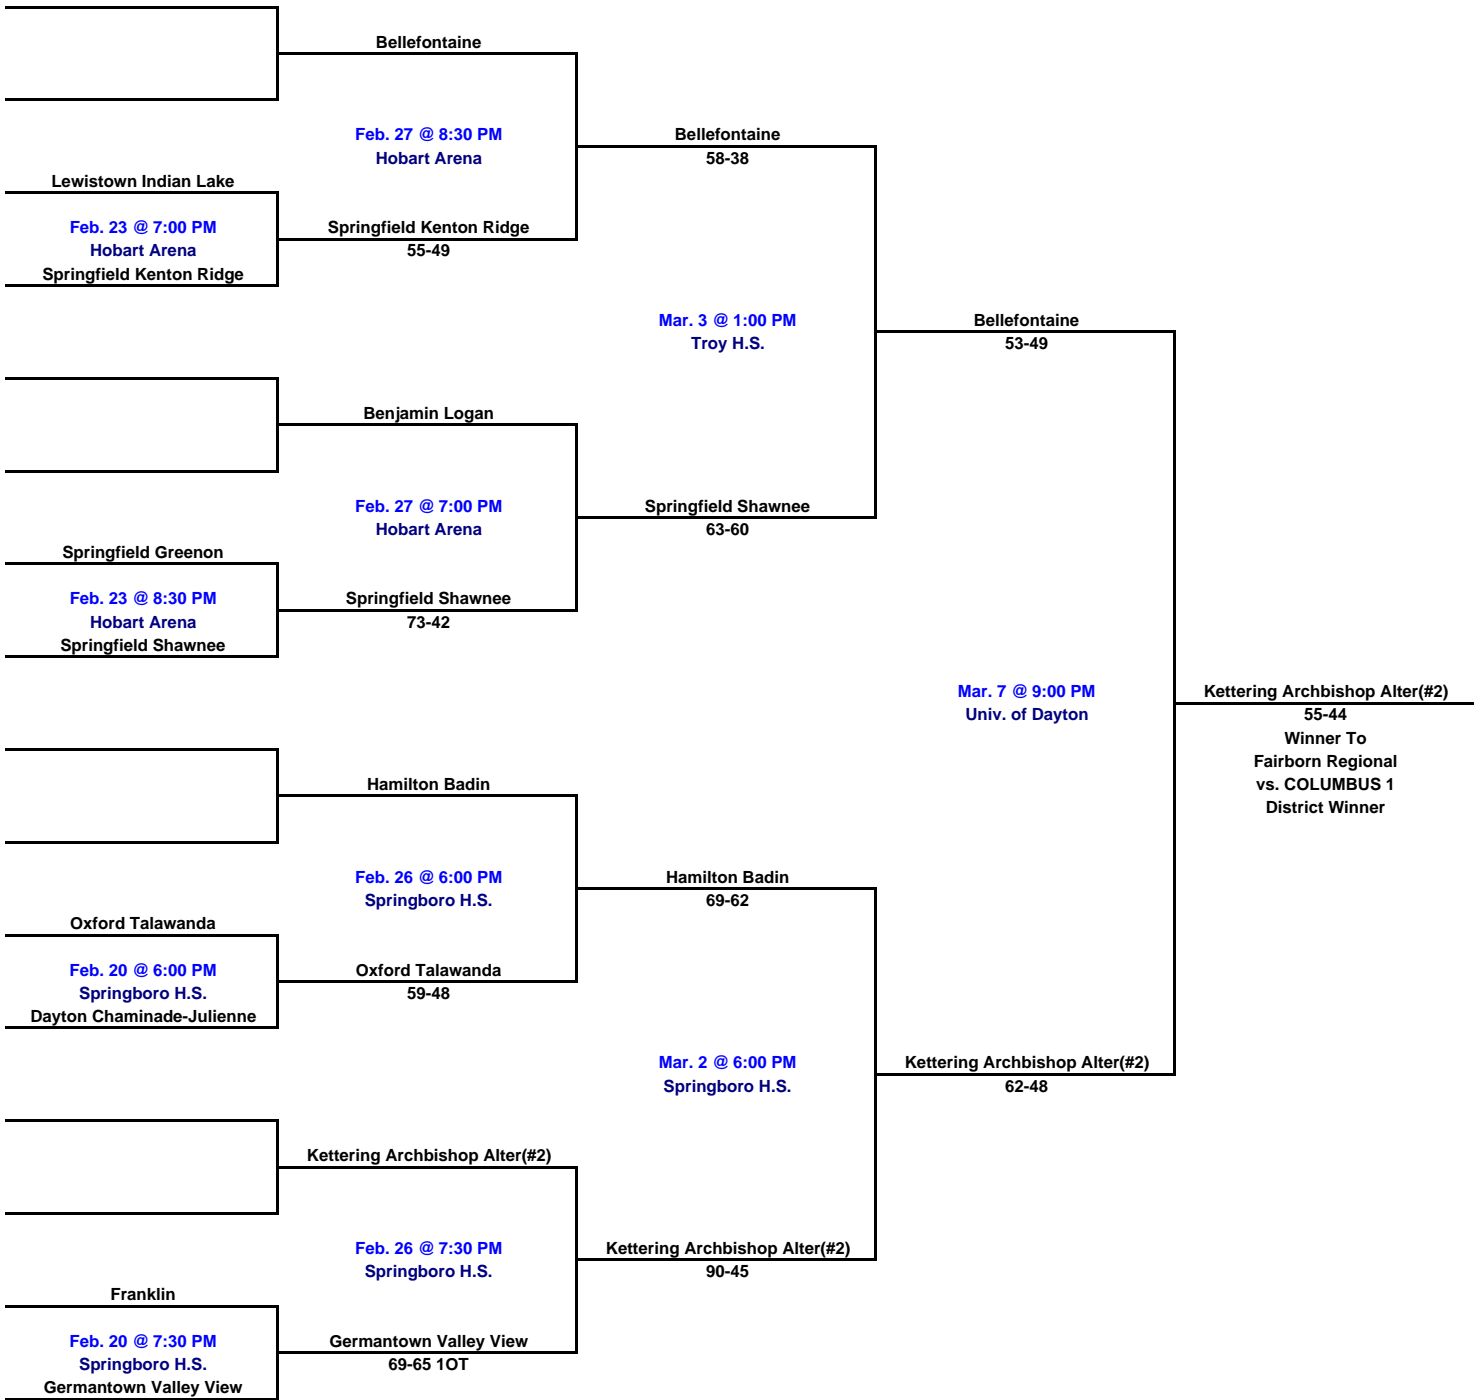 Bellefontaine
Feb. 27 @ 8:30 PM
Hobart Arena
Bellefontaine
58-38
Lewistown Indian Lake
Feb. 23 @ 7:00 PM
Hobart Arena
Springfield Kenton Ridge
Springfield Kenton Ridge
55-49
Mar. 3 @ 1:00 PM
Troy H.S.
Bellefontaine
53-49
Benjamin Logan
Feb. 27 @ 7:00 PM
Hobart Arena
Springfield Shawnee
63-60
Springfield Greenon
Feb. 23 @ 8:30 PM
Hobart Arena
Springfield Shawnee
Springfield Shawnee
73-42
Mar. 7 @ 9:00 PM
Univ. of Dayton
Kettering Archbishop Alter(#2)
55-44
Winner To
Fairborn Regional
vs. COLUMBUS 1
District Winner
Hamilton Badin
Feb. 26 @ 6:00 PM
Springboro H.S.
Hamilton Badin
69-62
Oxford Talawanda
Feb. 20 @ 6:00 PM
Springboro H.S.
Dayton Chaminade-Julienne
Oxford Talawanda
59-48
Mar. 2 @ 6:00 PM
Springboro H.S.
Kettering Archbishop Alter(#2)
62-48
Kettering Archbishop Alter(#2)
Feb. 26 @ 7:30 PM
Springboro H.S.
Kettering Archbishop Alter(#2)
90-45
Franklin
Feb. 20 @ 7:30 PM
Springboro H.S.
Germantown Valley View
Germantown Valley View
69-65 1OT